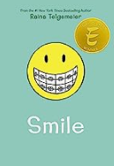 From the #1 New York Times Bestselling Author
Raina Telgemeier
Smile